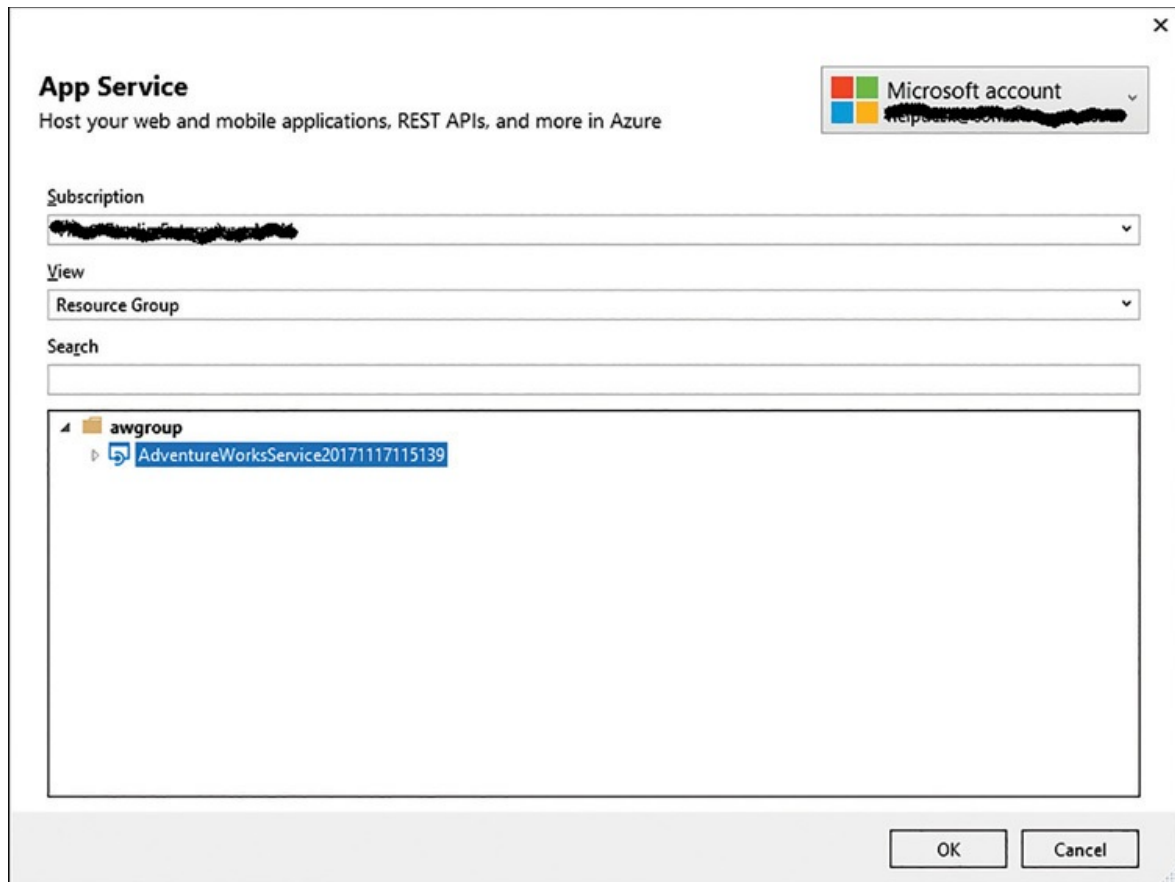 App Service
Microsoft account
Host your web and mobile applications, REST APIs, and more in Azure
Subscription
View
Resource Group
Search
awgroup
AdventureWorksService20171117115139
OK
Cancel